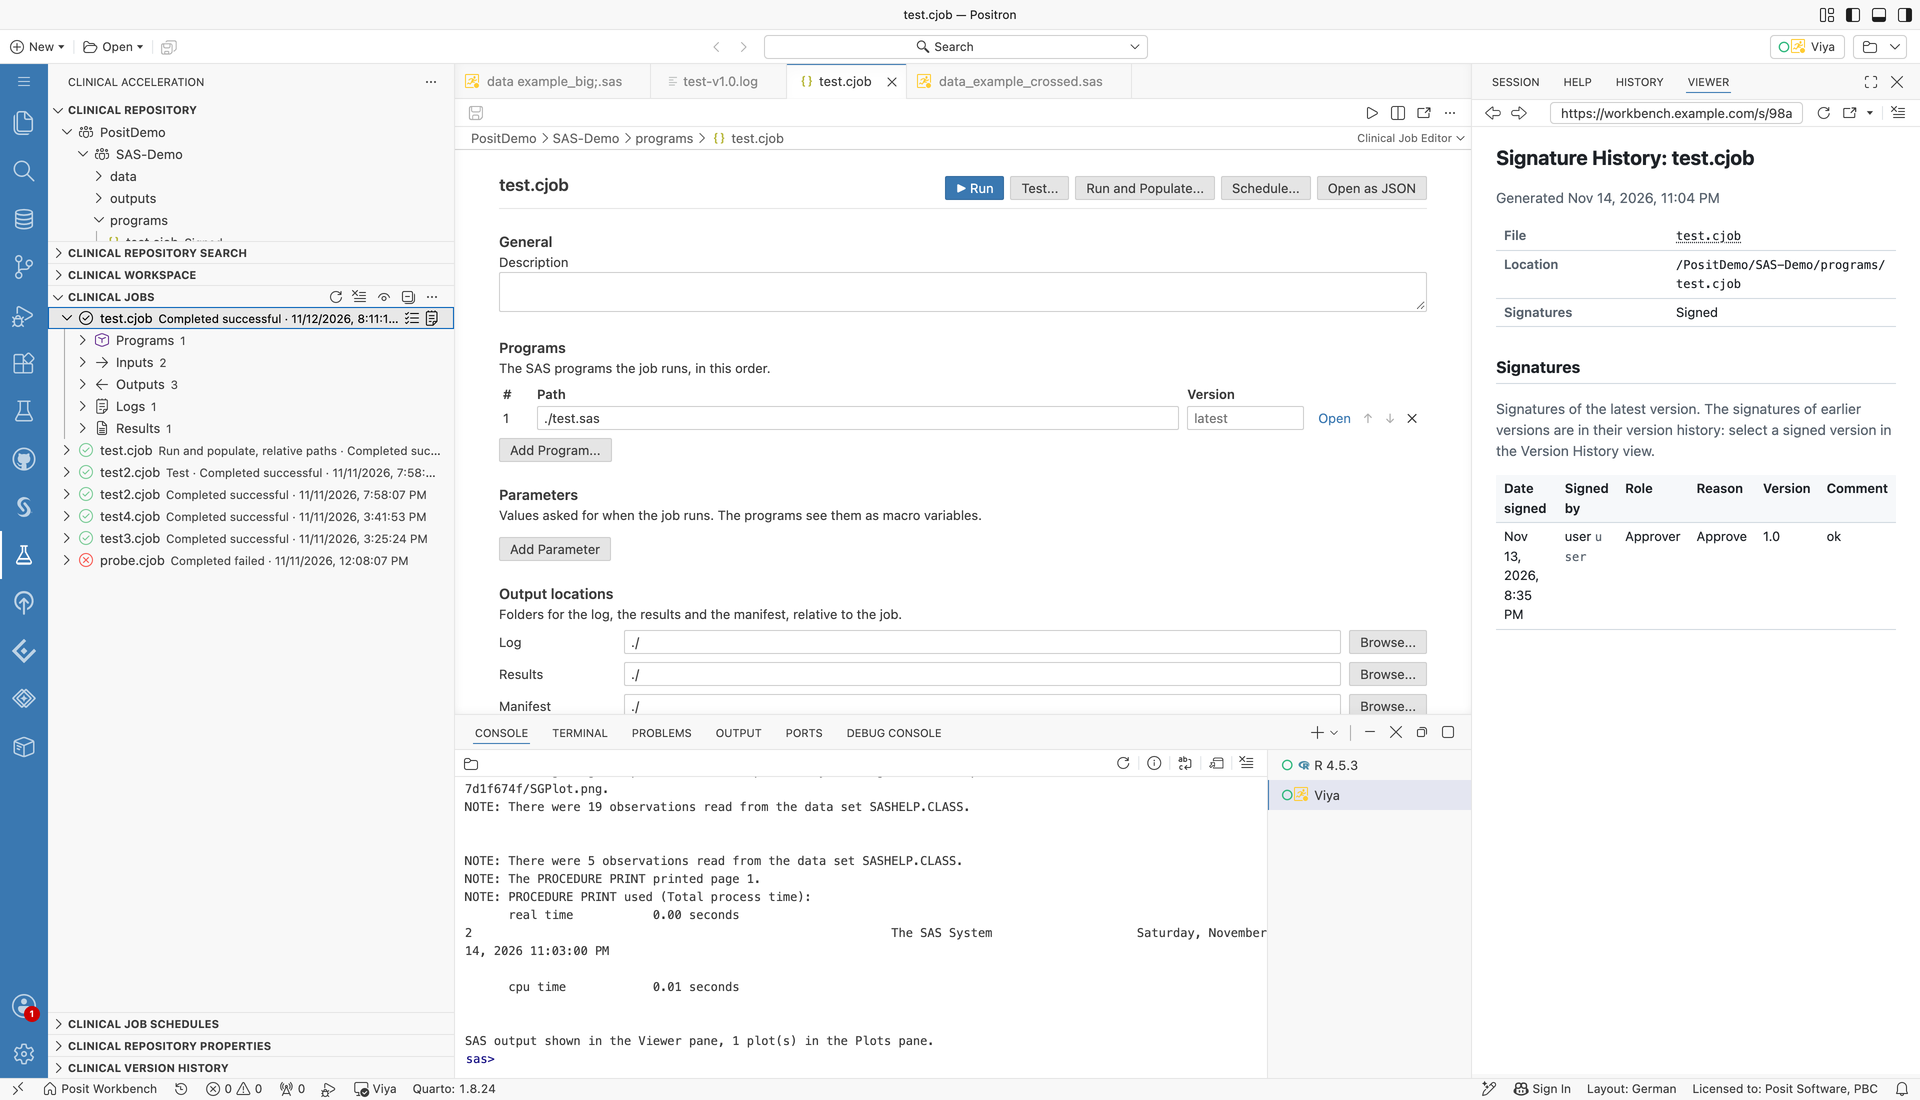 test.cjob — Positron
New
Open
Search
Viya
CLINICAL ACCELERATION
CLINICAL REPOSITORY
PositDemo
SAS-Demo
data
outputs
programs
CLINICAL REPOSITORY SEARCH
CLINICAL WORKSPACE
CLINICAL JOBS
test.cjob Completed successful · 11/12/2026, 8:11:1...
Programs 1
Inputs 2
Outputs 3
Logs 1
Results 1
test.cjob Run and populate, relative paths · Completed suc...
test2.cjob Test · Completed successful · 11/11/2026, 7:58:...
test2.cjob Completed successful · 11/11/2026, 7:58:07 PM
test4.cjob Completed successful · 11/11/2026, 3:41:53 PM
test3.cjob Completed successful · 11/11/2026, 3:25:24 PM
probe.cjob Completed failed · 11/11/2026, 12:08:07 PM
CLINICAL JOB SCHEDULES
CLINICAL REPOSITORY PROPERTIES
CLINICAL VERSION HISTORY
1
data example_big;.sas
test-v1.0.log
test.cjob
data_example_crossed.sas
PositDemo > SAS-Demo > programs > {} test.cjob
Clinical Job Editor
test.cjob
Run
Test...
Run and Populate...
Schedule...
Open as JSON
General
Description
Programs
The SAS programs the job runs, in this order.
# Path Version
1 ./test.sas latest Open
Add Program...
Parameters
Values asked for when the job runs. The programs see them as macro variables.
Add Parameter
Output locations
Folders for the log, the results and the manifest, relative to the job.
Log ./ Browse...
Results ./ Browse...
Manifest ./ Browse...
CONSOLE TERMINAL PROBLEMS OUTPUT PORTS DEBUG CONSOLE
7d1f674f/SGPlot.png.
NOTE: There were 19 observations read from the data set SASHELP.CLASS.
NOTE: There were 5 observations read from the data set SASHELP.CLASS.
NOTE: The PROCEDURE PRINT printed page 1.
NOTE: PROCEDURE PRINT used (Total process time):
real time 0.00 seconds
2 The SAS System Saturday, November
14, 2026 11:03:00 PM
cpu time 0.01 seconds
SAS output shown in the Viewer pane, 1 plot(s) in the Plots pane.
sas>
R 4.5.3
Viya
SESSION HELP HISTORY VIEWER
https://workbench.example.com/s/98a
Signature History: test.cjob
Generated Nov 14, 2026, 11:04 PM
File test.cjob
Location /PositDemo/SAS-Demo/programs/
test.cjob
Signatures Signed
Signatures
Signatures of the latest version. The signatures of earlier
versions are in their version history: select a signed version in
the Version History view.
Date signed Signed by Role Reason Version Comment
Nov 13, 2026, 8:35 PM user user Approver Approve 1.0 ok
Posit Workbench
0 0
0
Viya
Quarto: 1.8.24
Sign In
Layout: German
Licensed to: Posit Software, PBC